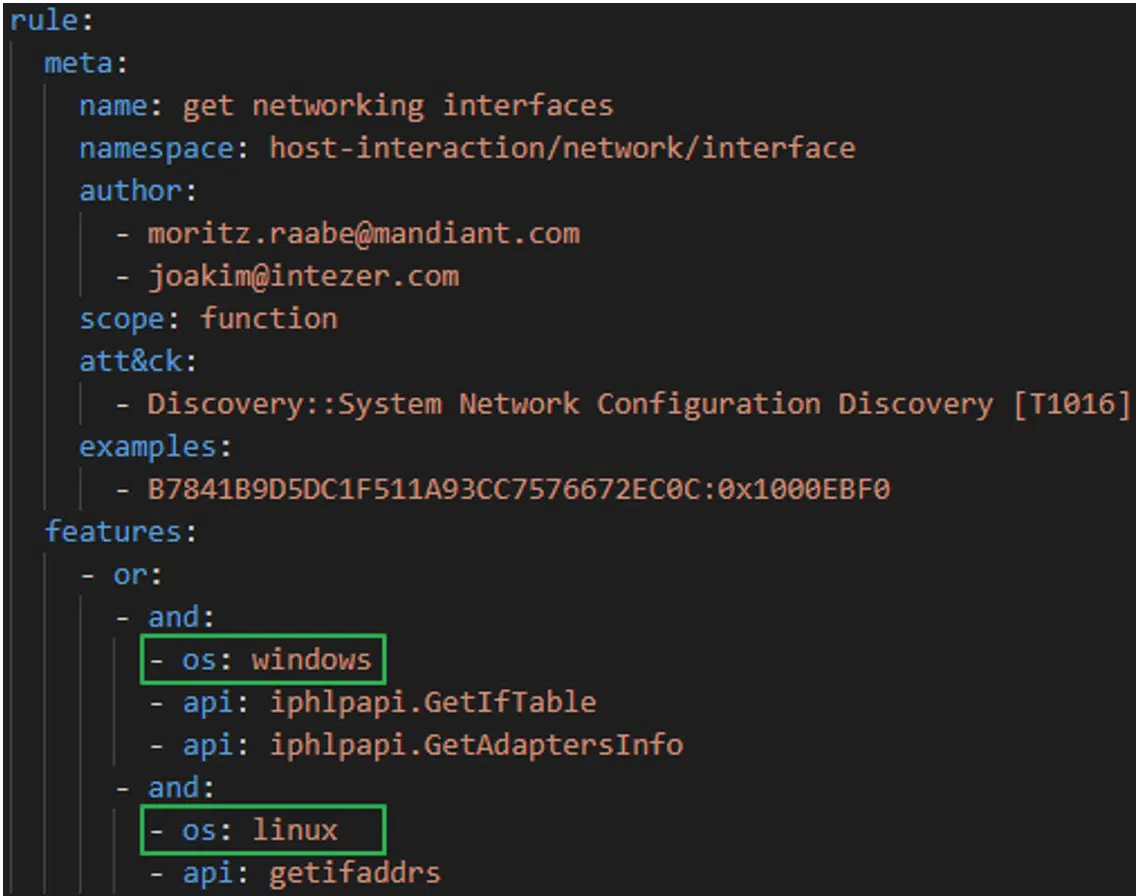 rule:
meta:
name: get networking interfaces
namespace: host-interaction/network/interface
author:
- moritz.raabe@mandiant.com
- joakim@intezer.com
scope: function
att&ck:
- Discovery::System Network Configuration Discovery [T1016]
examples:
- B7841B9D5DC1F511A93CC7576672EC0C:0x1000EBF0
features:
- or:
- and:
- os: windows
- api: iphlpapi.GetIfTable
- api: iphlpapi.GetAdaptersInfo
- and:
- os: linux
- api: getifaddrs